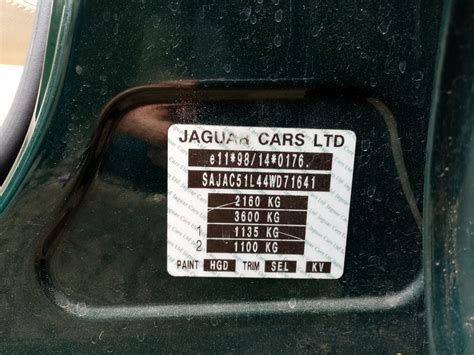 JAGUAR CARS LTD
e11*98/14*0176
SAJAC51L44WD71641
2160 KG
3600 KG
1 1135 KG
2 1100 KG
PAINT HGD TRIM SEL KV